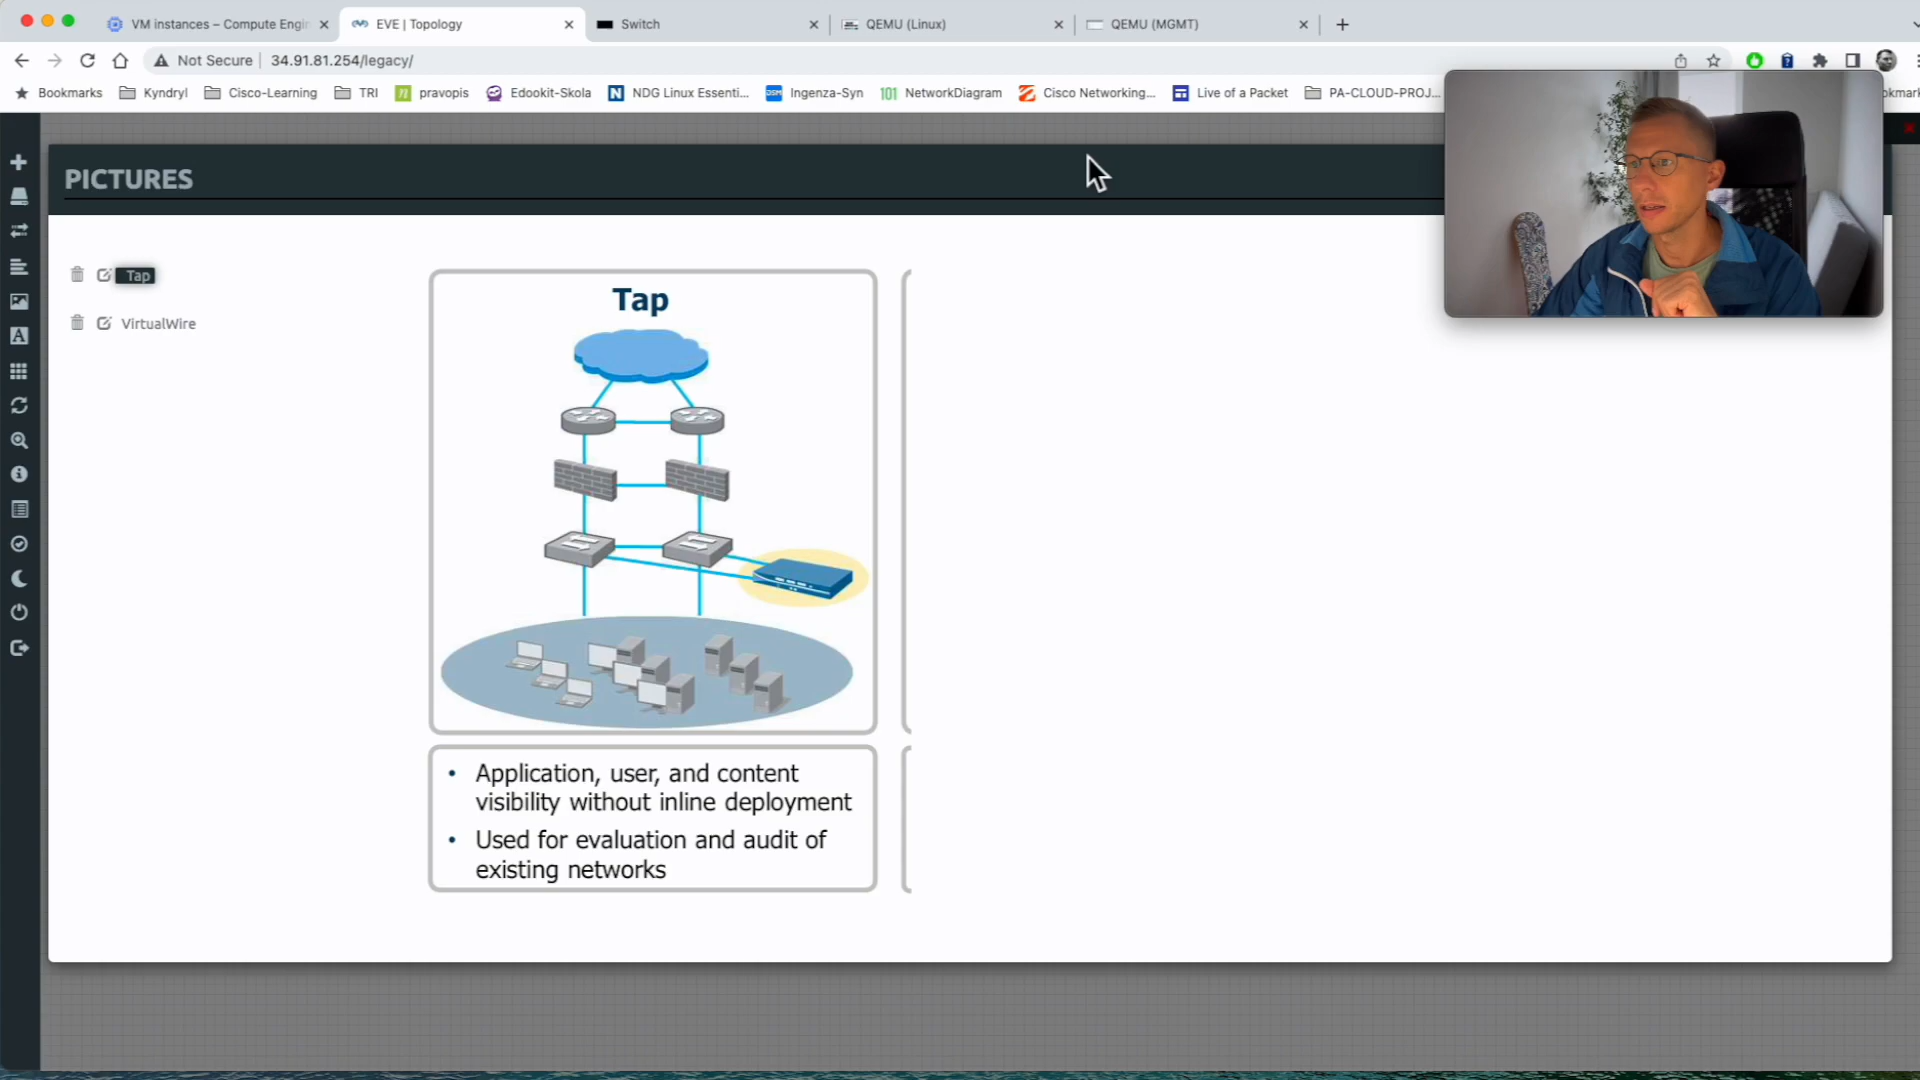 VM instances – Compute Engin
EVE | Topology
Switch
QEMU (Linux)
QEMU (MGMT)
Not Secure
34.91.81.254/legacy/
Bookmarks
Kyndryl
Cisco-Learning
TRI
pravopis
Edookit-Skola
NDG Linux Essenti...
Ingenza-Syn
101 NetworkDiagram
Cisco Networking...
Live of a Packet
PA-CLOUD-PROJ...
okmark
PICTURES
Tap
VirtualWire
Tap
• Application, user, and content
visibility without inline deployment
• Used for evaluation and audit of
existing networks